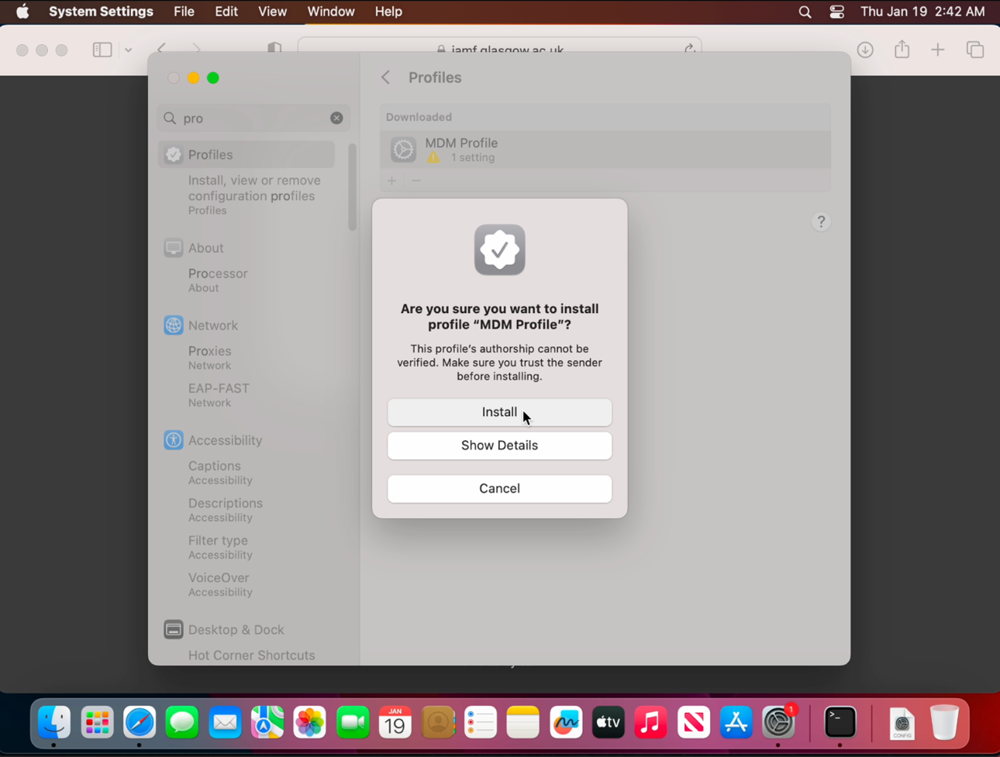 System Settings File Edit View Window Help Thu Jan 19 2:42 AM
jamf.glasgow.ac.uk
Profiles
pro
Downloaded
MDM Profile
1 setting
Profiles
Install, view or remove
configuration profiles
Profiles
About
Processor
About
Network
Proxies
Network
EAP-FAST
Network
Accessibility
Captions
Accessibility
Descriptions
Accessibility
Filter type
Accessibility
VoiceOver
Accessibility
Desktop & Dock
Hot Corner Shortcuts
+ −
?
Are you sure you want to install
profile “MDM Profile”?
This profile's authorship cannot be
verified. Make sure you trust the sender
before installing.
Install
Show Details
Cancel
JAN
19
tv
1
>_
CONFIG